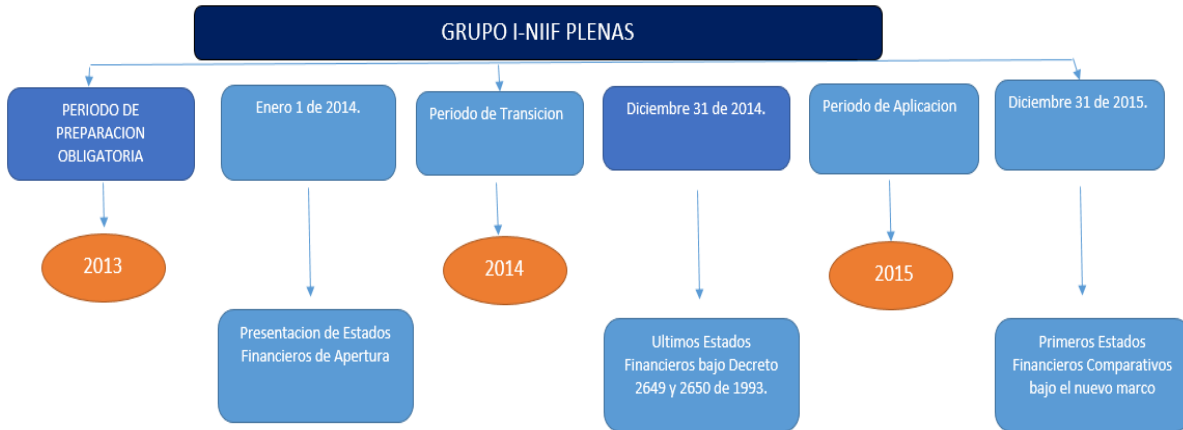 GRUPO I-NIIF PLENAS
PERIODO DE
PREPARACION
OBLIGATORIA
Enero 1 de 2014.
Periodo de Transicion
Diciembre 31 de 2014.
Periodo de Aplicacion
Diciembre 31 de 2015.
2013
2014
2015
Presentacion de Estados
Financieros de Apertura
Ultimos Estados
Financieros bajo Decreto
2649 y 2650 de 1993.
Primeros Estados
Financieros Comparativos
bajo el nuevo marco